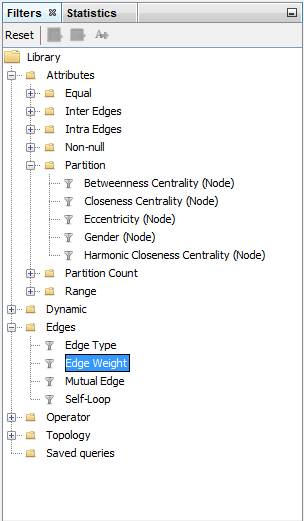 Filters Statistics
Reset
Library
Attributes
Equal
Inter Edges
Intra Edges
Non-null
Partition
Betweenness Centrality (Node)
Closeness Centrality (Node)
Eccentricity (Node)
Gender (Node)
Harmonic Closeness Centrality (Node)
Partition Count
Range
Dynamic
Edges
Edge Type
Edge Weight
Mutual Edge
Self-Loop
Operator
Topology
Saved queries